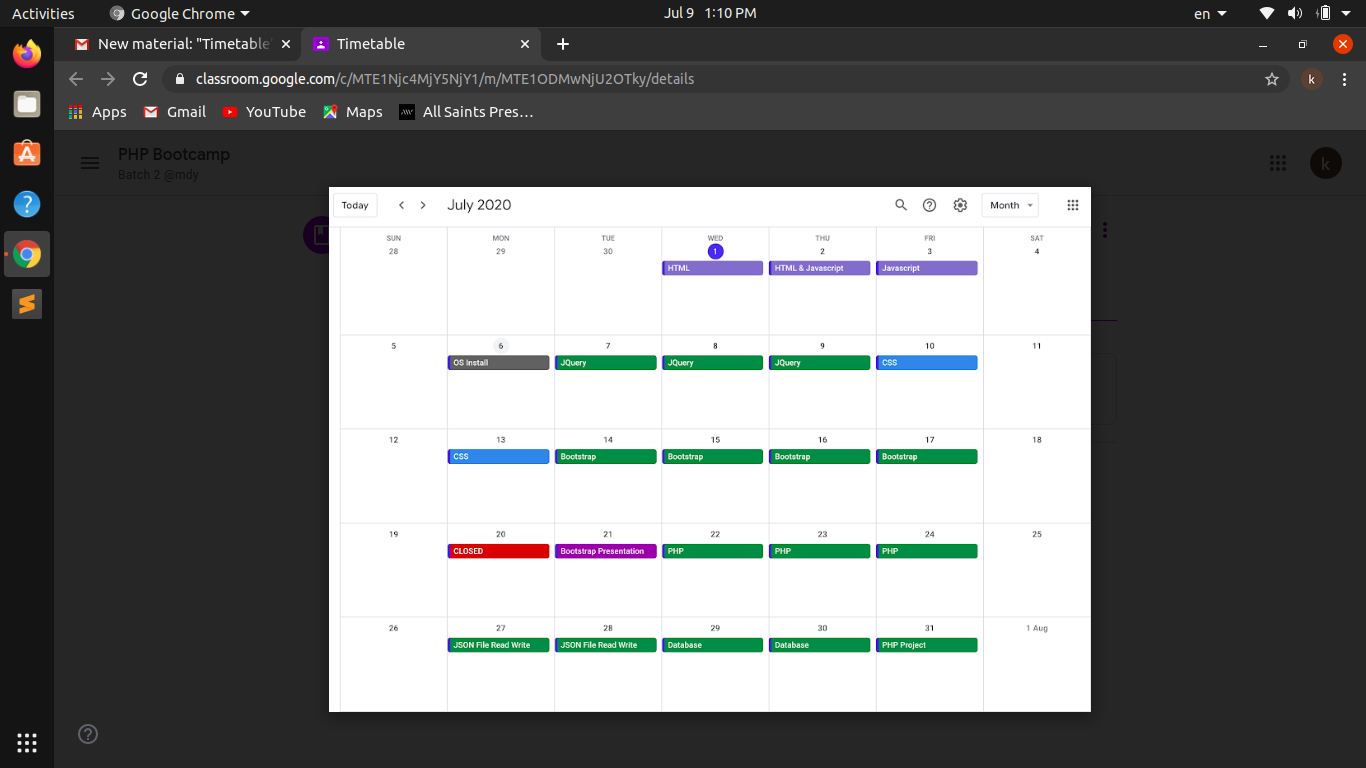 Activities Google Chrome Jul 9 1:10 PM en
New material: "Timetable" Timetable
classroom.google.com/c/MTE1Njc4MjY5NjY1/m/MTE1ODMwNjU2OTky/details k
Apps Gmail YouTube Maps All Saints Pres…
PHP Bootcamp
Batch 2 @mdy
k
Today July 2020 Month
SUN MON TUE WED THU FRI SAT
28 29 30 1 2 3 4
HTML HTML & Javascript Javascript
5 6 7 8 9 10 11
OS Install JQuery JQuery JQuery CSS
12 13 14 15 16 17 18
CSS Bootstrap Bootstrap Bootstrap Bootstrap
19 20 21 22 23 24 25
CLOSED Bootstrap Presentation PHP PHP PHP
26 27 28 29 30 31 1 Aug
JSON File Read Write JSON File Read Write Database Database PHP Project